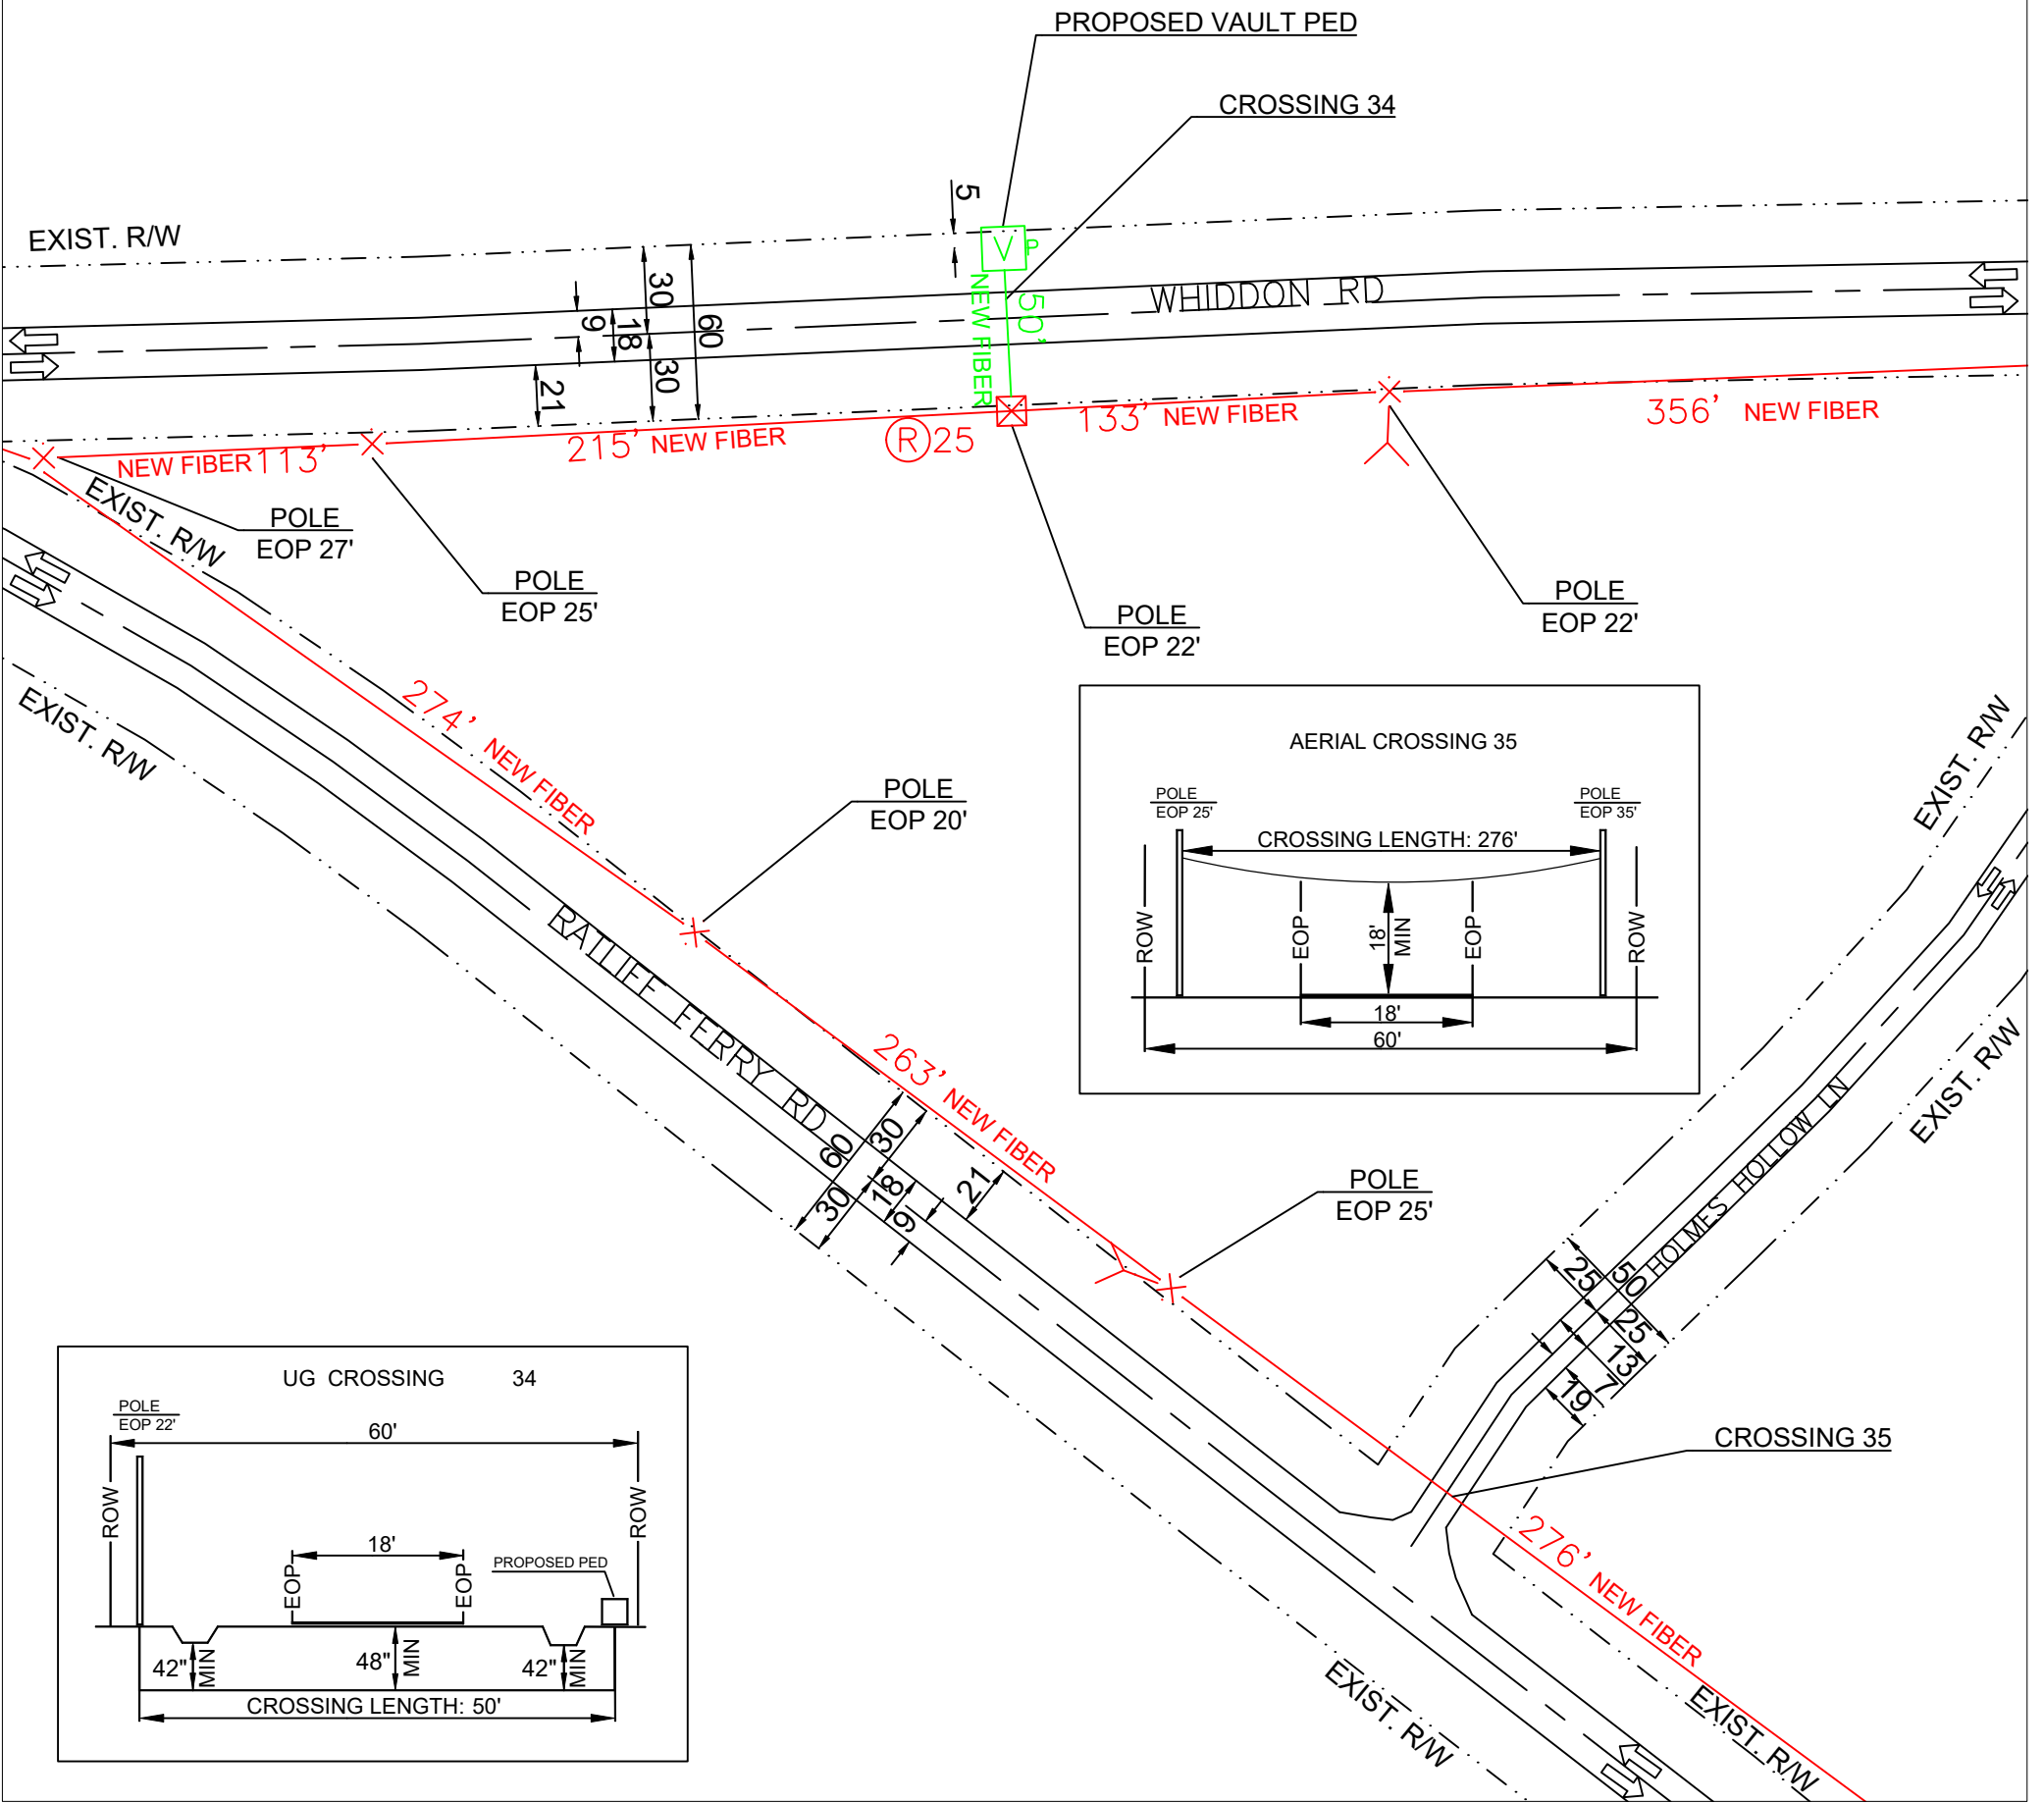 PROPOSED VAULT PED
CROSSING 34
5
EXIST. R/W
V P
30
60
9
18
30
21
NEW FIBER
50'
WHIDDON RD
NEW FIBER 113'
215' NEW FIBER
R 25
133' NEW FIBER
356' NEW FIBER
EXIST. R/W
POLE
EOP 27'
POLE
EOP 25'
POLE
EOP 22'
POLE
EOP 22'
EXIST. R/W
274' NEW FIBER
POLE
EOP 20'
RATLIFF FERRY RD
263' NEW FIBER
60
30
30
18
9
21
POLE
EOP 25'
AERIAL CROSSING 35
POLE
EOP 25'
POLE
EOP 35'
CROSSING LENGTH: 276'
ROW
EOP
18'
MIN
EOP
ROW
18'
60'
EXIST. R/W
EXIST. R/W
HOLMES HOLLOW LN
50
25
25
13
7
19
CROSSING 35
276' NEW FIBER
EXIST. R/W
EXIST. R/W
UG CROSSING 34
POLE
EOP 22'
60'
ROW
18'
EOP
EOP
PROPOSED PED
ROW
42"
MIN
48"
MIN
42"
MIN
CROSSING LENGTH: 50'